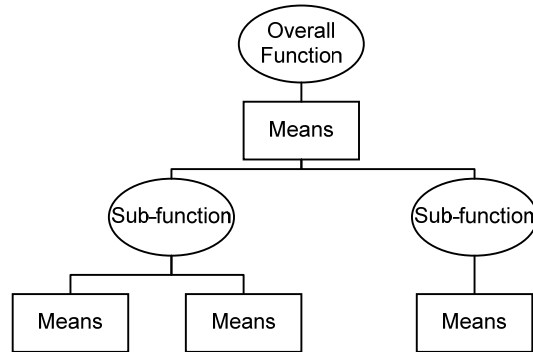 Overall
Function
Means
Sub-function
Sub-function
Means
Means
Means